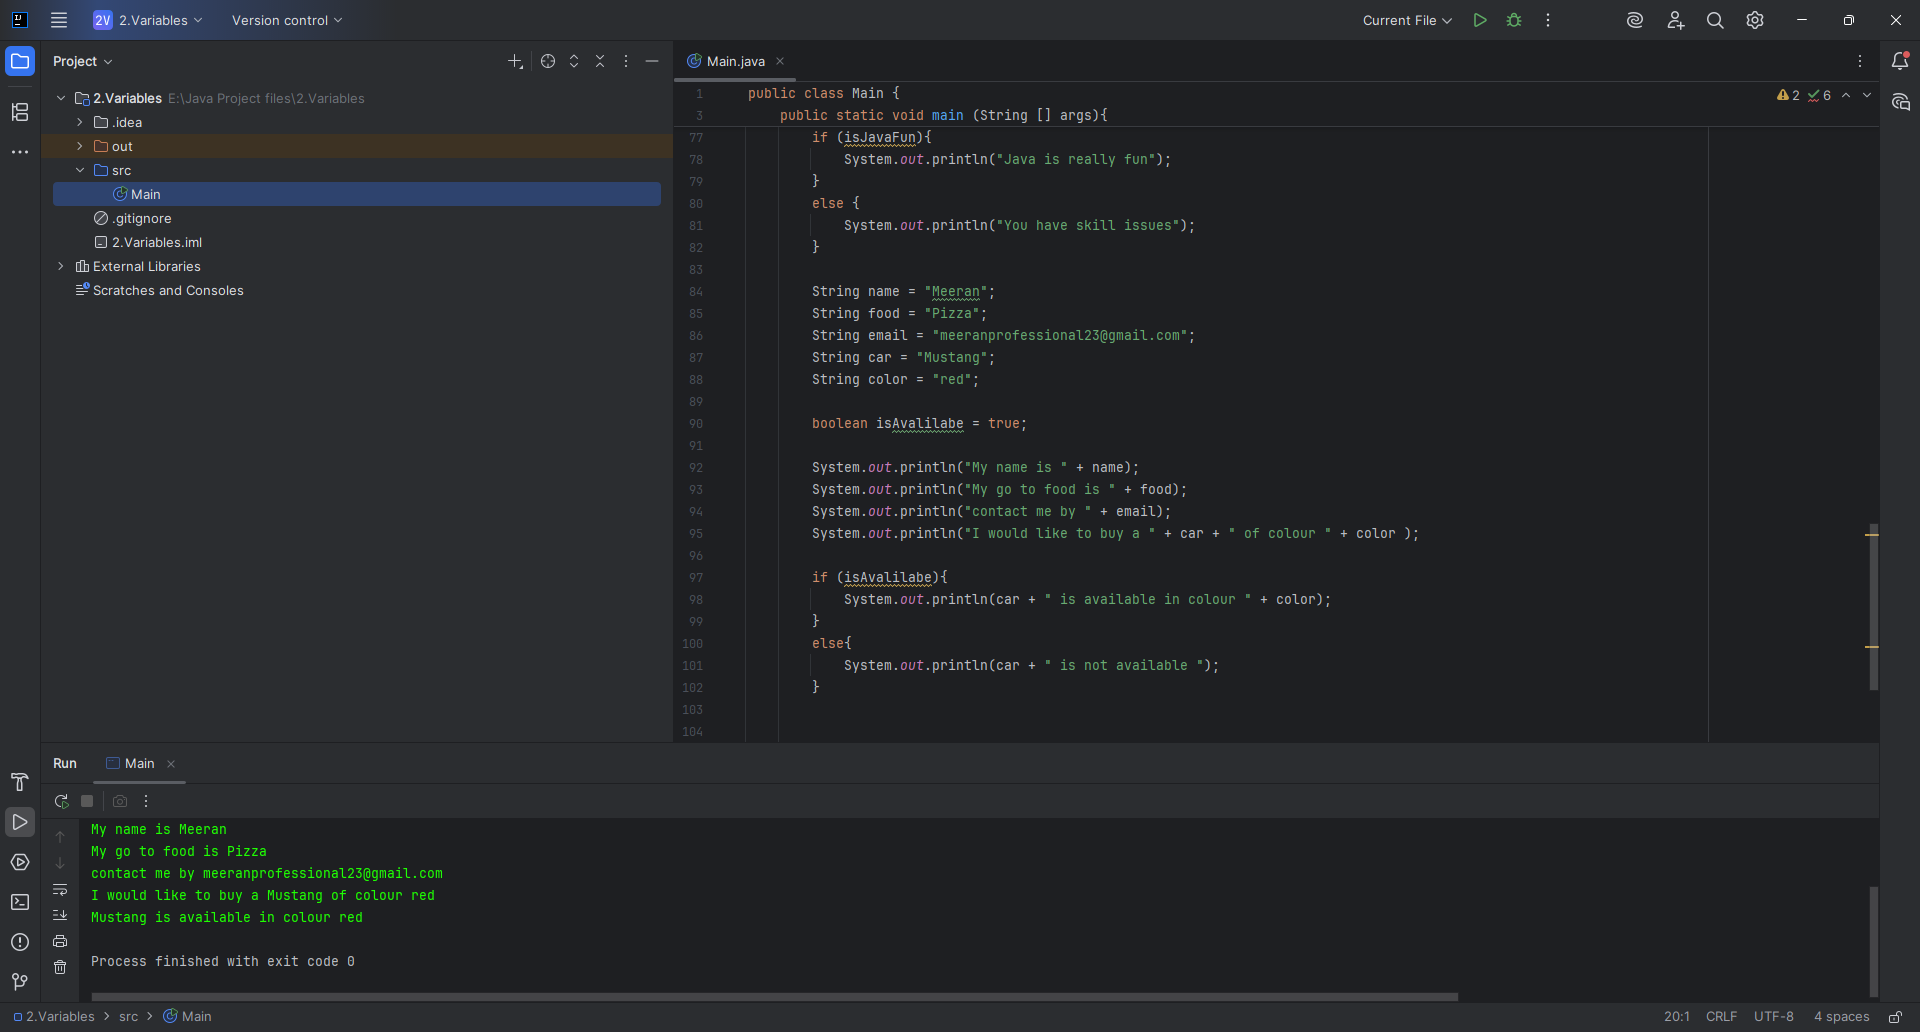 2V 2.Variables Version control Current File
Project
2.Variables E:\Java Project files\2.Variables
.idea
out
src
Main
.gitignore
2.Variables.iml
External Libraries
Scratches and Consoles
Main.java
2 6
1 public class Main {
3 public static void main (String [] args){
77 if (isJavaFun){
78 System.out.println("Java is really fun");
79 }
80 else {
81 System.out.println("You have skill issues");
82 }
83
84 String name = "Meeran";
85 String food = "Pizza";
86 String email = "meeranprofessional23@gmail.com";
87 String car = "Mustang";
88 String color = "red";
89
90 boolean isAvalilabe = true;
91
92 System.out.println("My name is " + name);
93 System.out.println("My go to food is " + food);
94 System.out.println("contact me by " + email);
95 System.out.println("I would like to buy a " + car + " of colour " + color );
96
97 if (isAvalilabe){
98 System.out.println(car + " is available in colour " + color);
99 }
100 else{
101 System.out.println(car + " is not available ");
102 }
103
104
Run Main
My name is Meeran
My go to food is Pizza
contact me by meeranprofessional23@gmail.com
I would like to buy a Mustang of colour red
Mustang is available in colour red
Process finished with exit code 0
2.Variables > src > Main 20:1 CRLF UTF-8 4 spaces